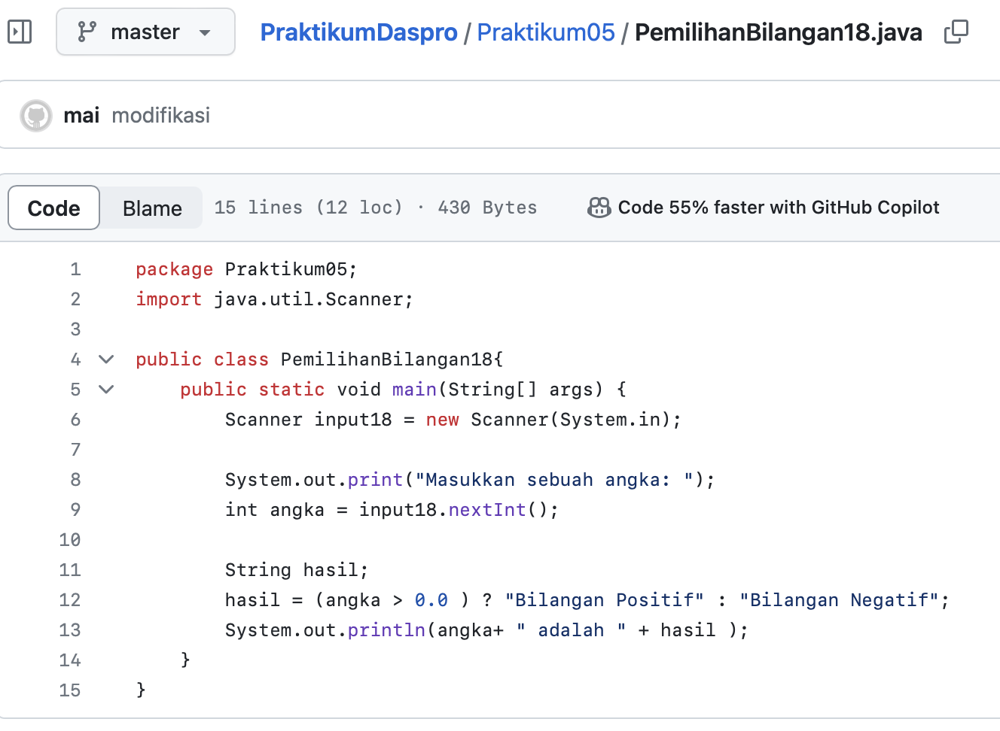 master PraktikumDaspro / Praktikum05 / PemilihanBilangan18.java
mai modifikasi
Code Blame 15 lines (12 loc) · 430 Bytes Code 55% faster with GitHub Copilot
1 package Praktikum05;
2 import java.util.Scanner;
3
4 public class PemilihanBilangan18{
5 public static void main(String[] args) {
6 Scanner input18 = new Scanner(System.in);
7
8 System.out.print("Masukkan sebuah angka: ");
9 int angka = input18.nextInt();
10
11 String hasil;
12 hasil = (angka > 0.0 ) ? "Bilangan Positif" : "Bilangan Negatif";
13 System.out.println(angka+ " adalah " + hasil );
14 }
15 }